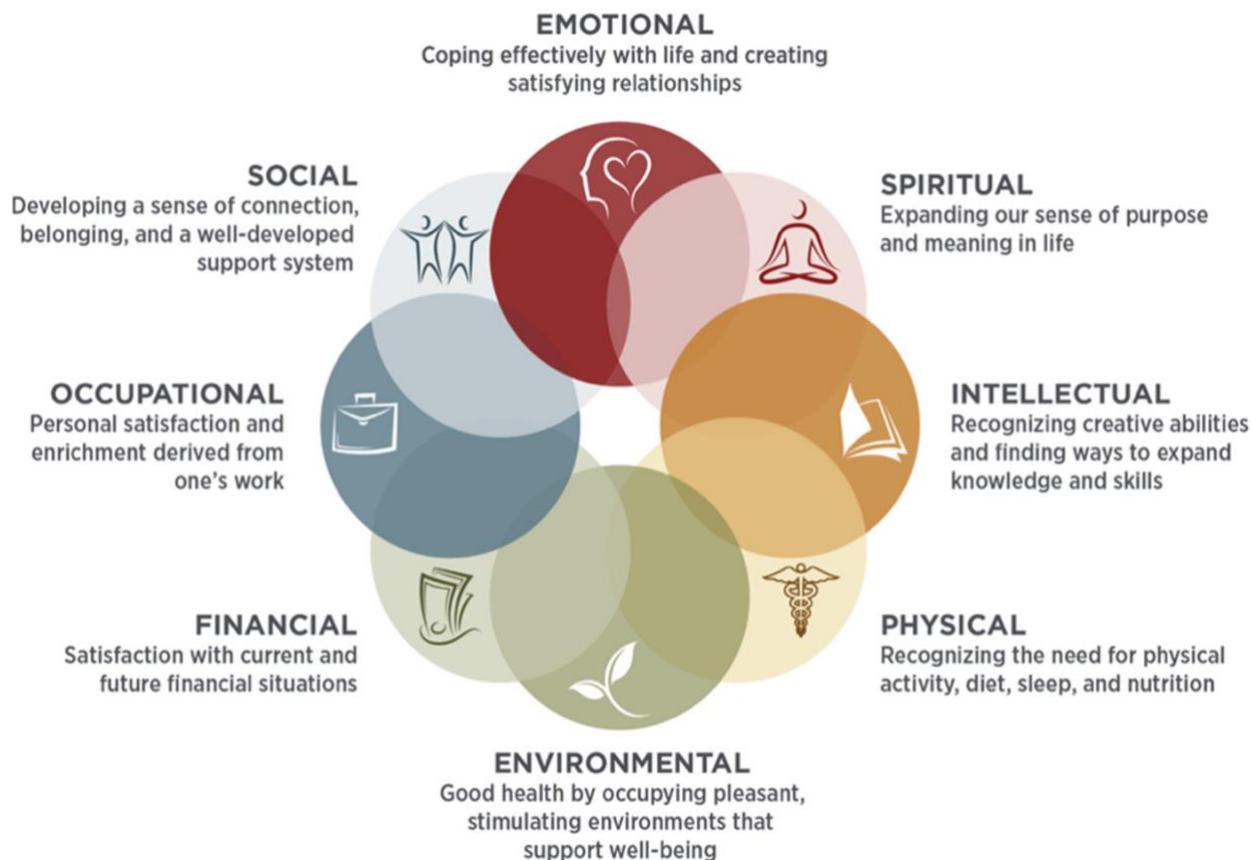 EMOTIONAL
Coping effectively with life and creating
satisfying relationships
SOCIAL
Developing a sense of connection,
belonging, and a well-developed
support system
SPIRITUAL
Expanding our sense of purpose
and meaning in life
OCCUPATIONAL
Personal satisfaction and
enrichment derived from
one's work
INTELLECTUAL
Recognizing creative abilities
and finding ways to expand
knowledge and skills
FINANCIAL
Satisfaction with current and
future financial situations
PHYSICAL
Recognizing the need for physical
activity, diet, sleep, and nutrition
ENVIRONMENTAL
Good health by occupying pleasant,
stimulating environments that
support well-being